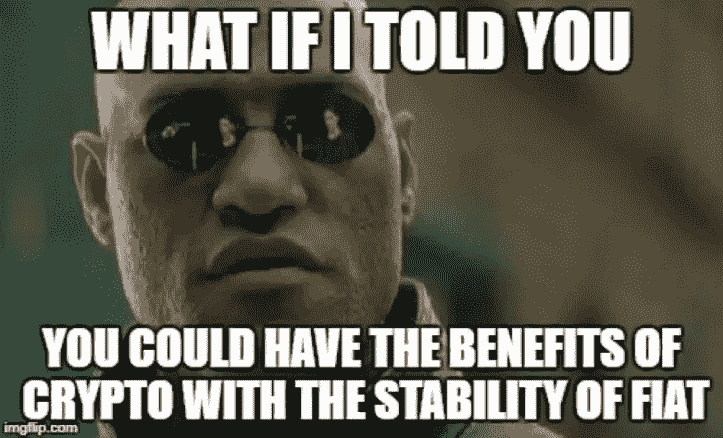 WHAT IF I TOLD YOU
YOU COULD HAVE THE BENEFITS OF
CRYPTO WITH THE STABILITY OF FIAT
imgflip.com